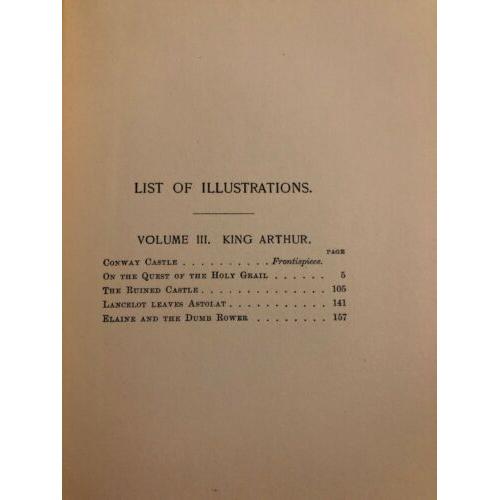 LIST OF ILLUSTRATIONS.
VOLUME III. KING ARTHUR.
PAGE
CONWAY CASTLE . . . . . . . . . . Frontispiece.
ON THE QUEST OF THE HOLY GRAIL . . . . . . 5
THE RUINED CASTLE . . . . . . . . . . . . . . 105
LANCELOT LEAVES ASTOLAT . . . . . . . . . . . 141
ELAINE AND THE DUMB ROWER . . . . . . . . 157